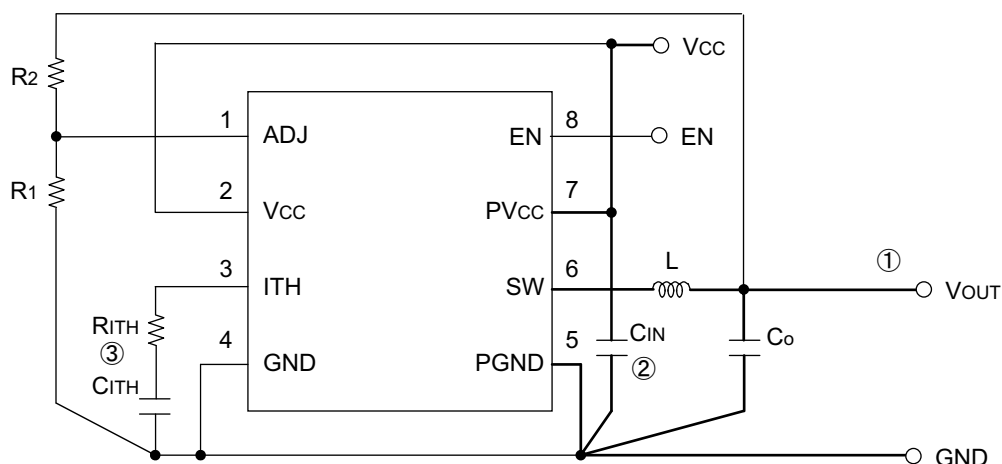 VCC
R2
1 ADJ EN 8 EN
R1
2 VCC PVCC 7
3 ITH SW 6 L ① VOUT
RITH
③
CITH
4 GND PGND 5 CIN Co
②
GND